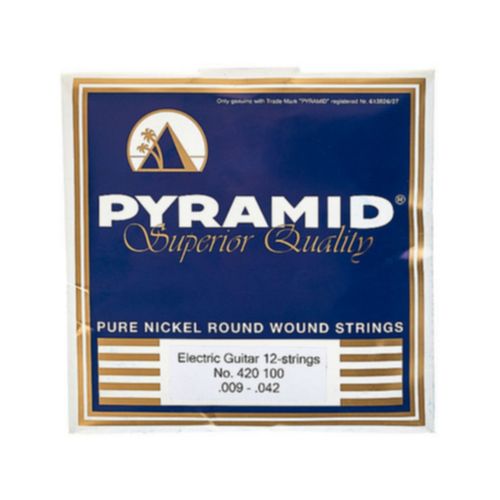 Only genuine with Trade Mark "PYRAMID" registered Nr. 613826/27
PYRAMID®
Superior Quality
PURE NICKEL ROUND WOUND STRINGS
Electric Guitar 12-strings
No. 420 100
.009 - .042